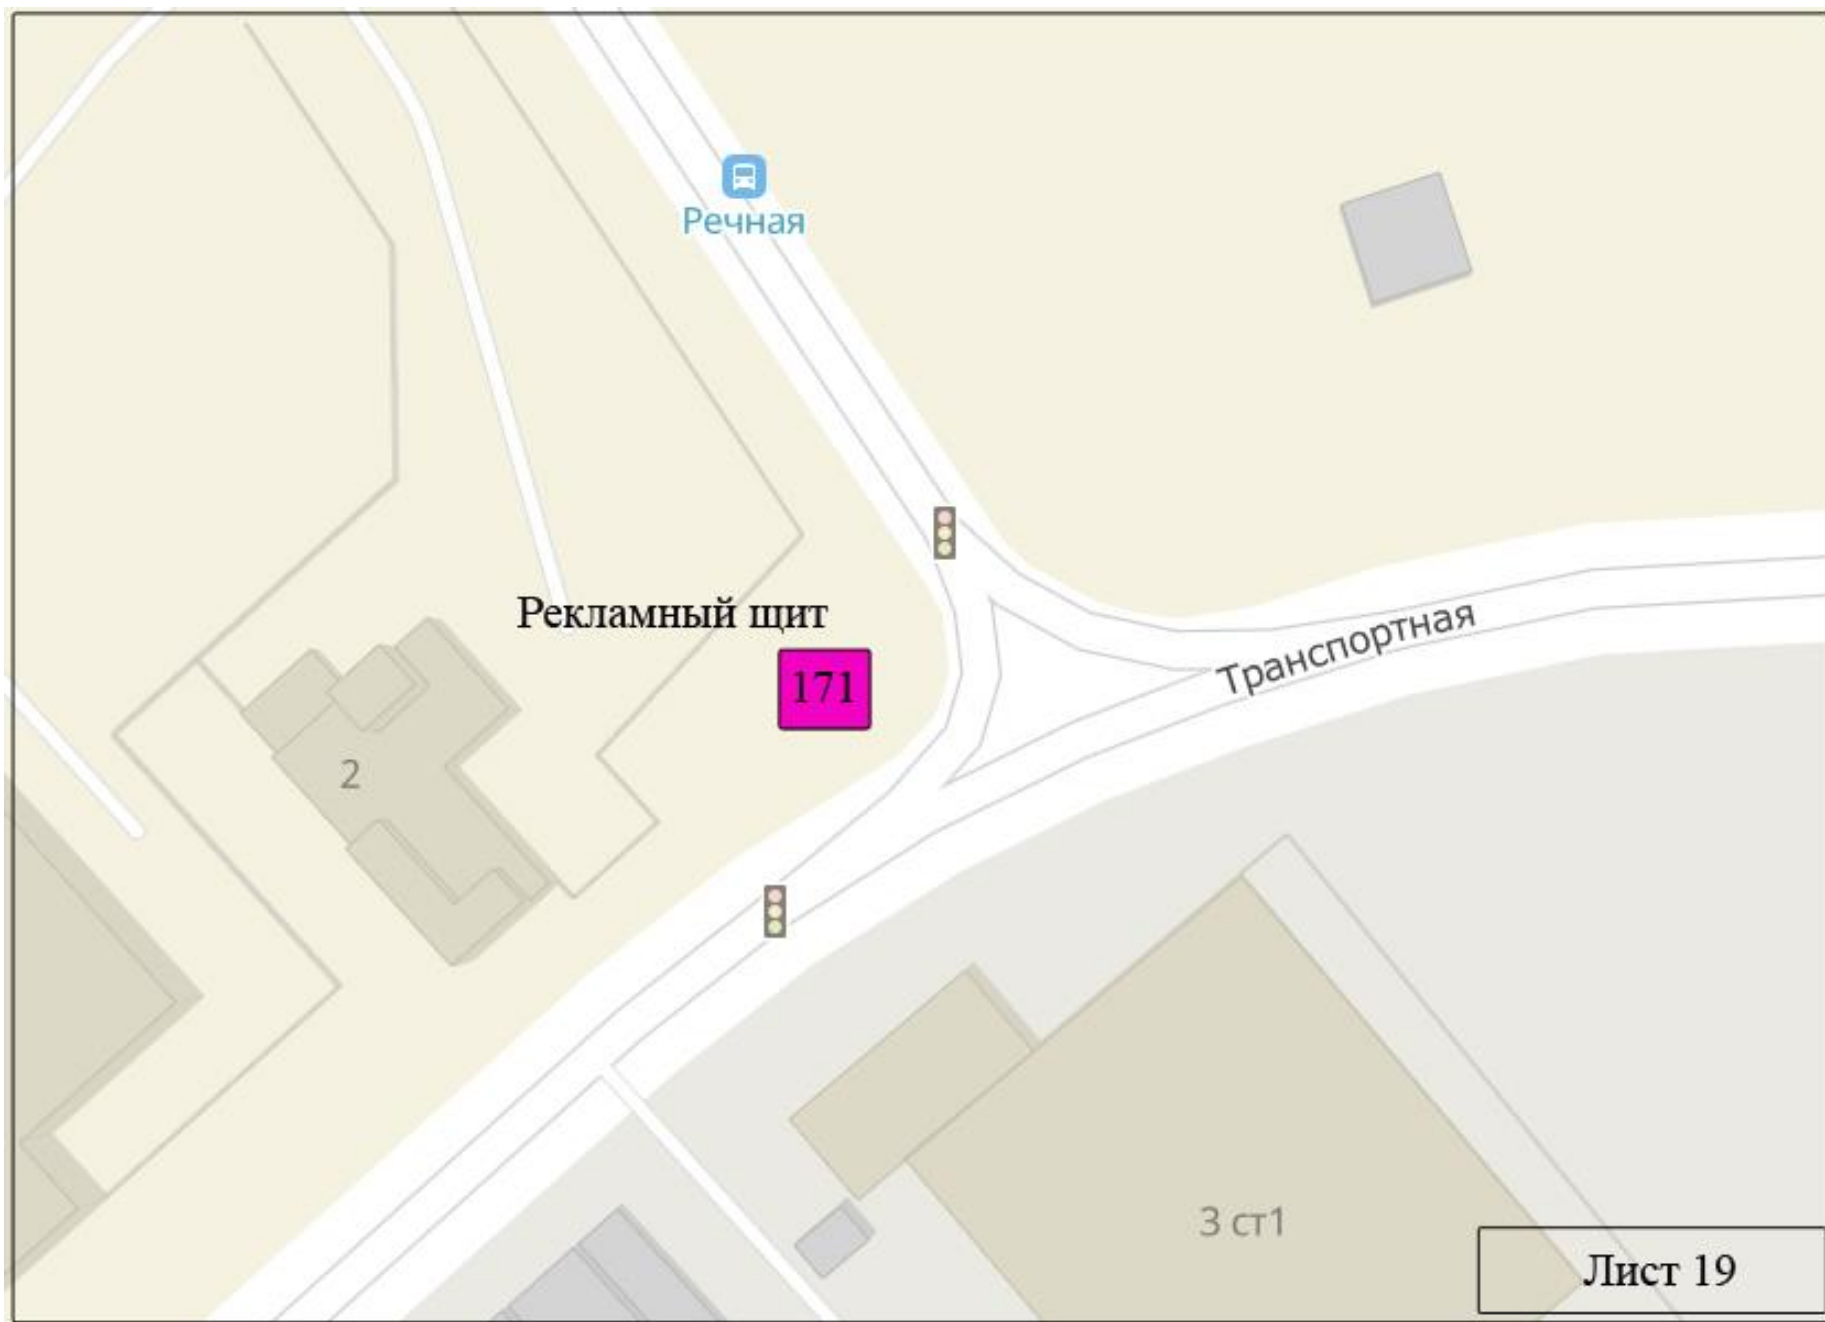 Речная
Рекламный щит
171
Транспортная
2
3 ст1
Лист 19